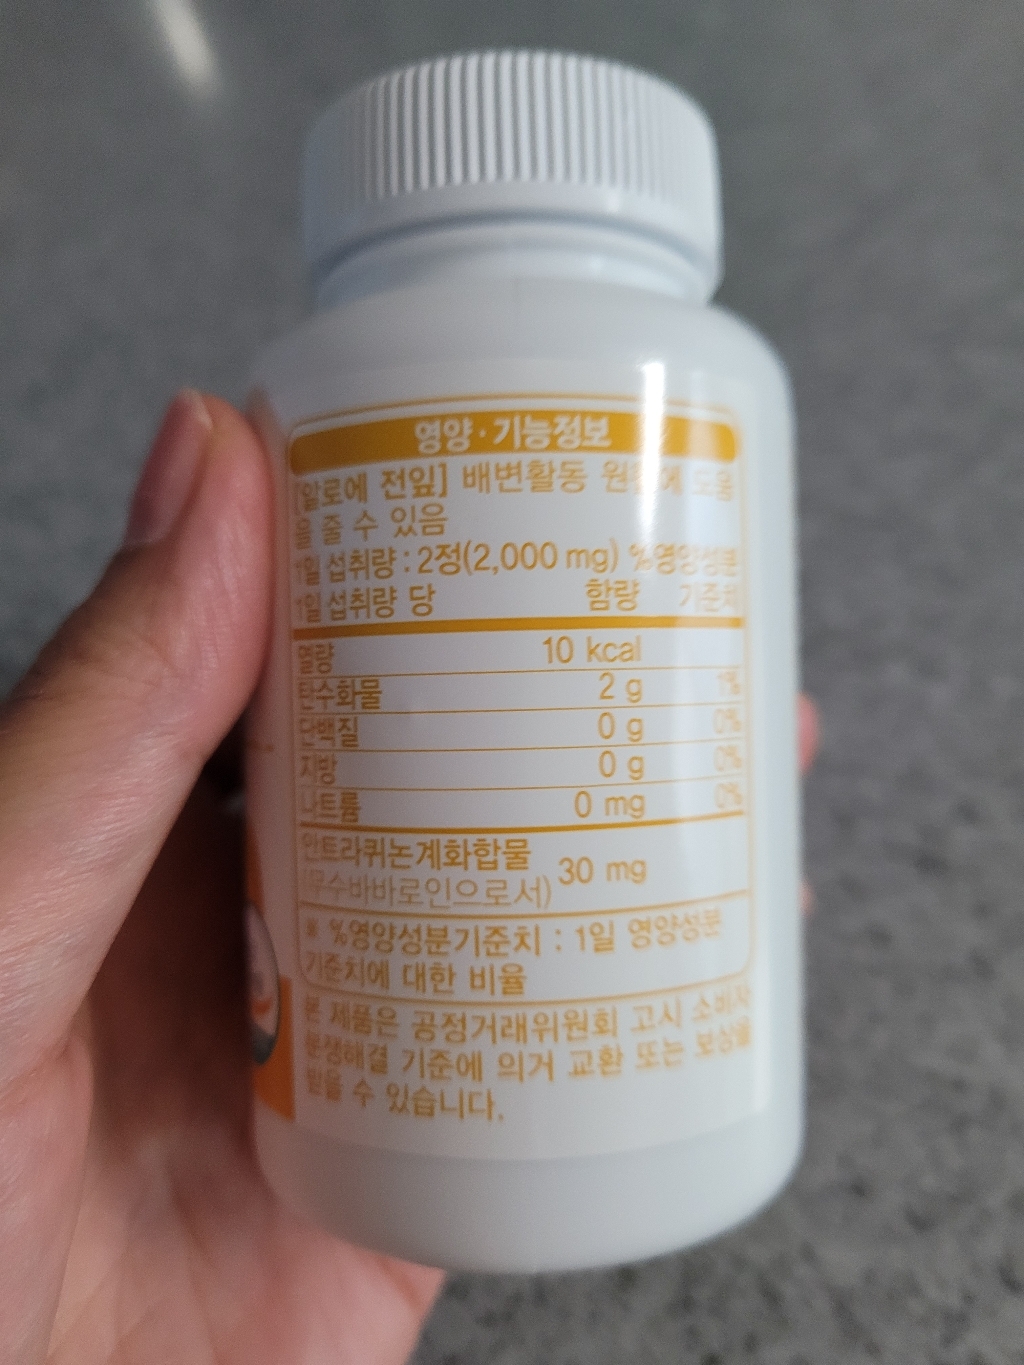 영양·기능정보
[알로에 전잎] 배변활동 원활에 도움
을 줄 수 있음
1일 섭취량 : 2정(2,000 mg) %영양성분
1일 섭취량 당 함량 기준치
열량 10 kcal
탄수화물 2 g 1%
단백질 0 g 0%
지방 0 g 0%
나트륨 0 mg 0%
안트라퀴논계화합물
(무수바바로인으로서) 30 mg
※ %영양성분기준치 : 1일 영양성분
기준치에 대한 비율
본 제품은 공정거래위원회 고시 소비자
분쟁해결 기준에 의거 교환 또는 보상을
받을 수 있습니다.